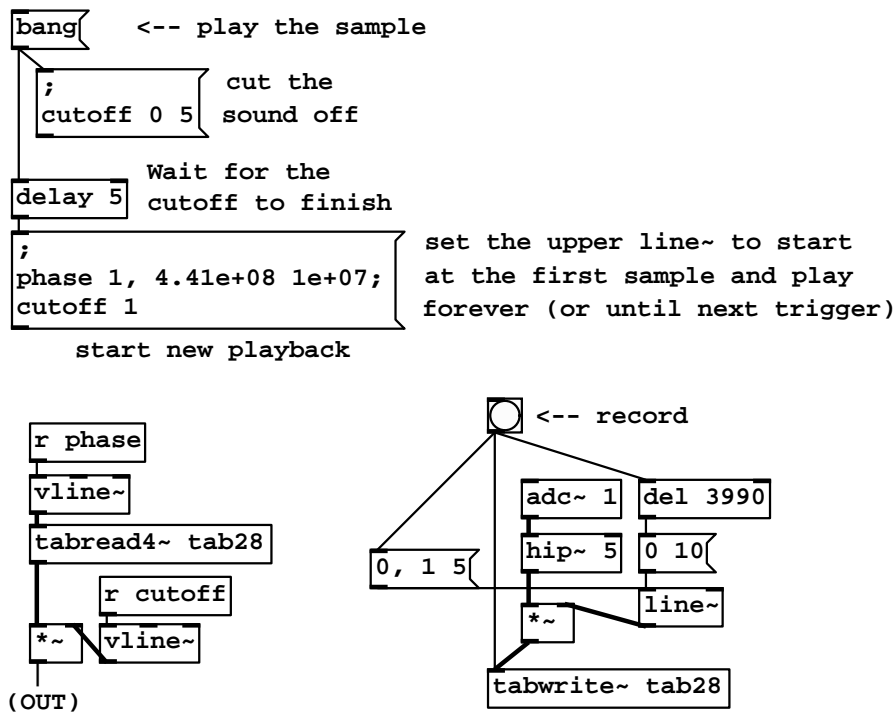 bang
<-- play the sample
;
cutoff 0 5
cut the
sound off
delay 5
Wait for the
cutoff to finish
;
phase 1, 4.41e+08 1e+07;
cutoff 1
set the upper line~ to start
at the first sample and play
forever (or until next trigger)
start new playback
r phase
vline~
tabread4~ tab28
r cutoff
*~
vline~
(OUT)
<-- record
adc~ 1
del 3990
0, 1 5
hip~ 5
0 10
*~
line~
tabwrite~ tab28